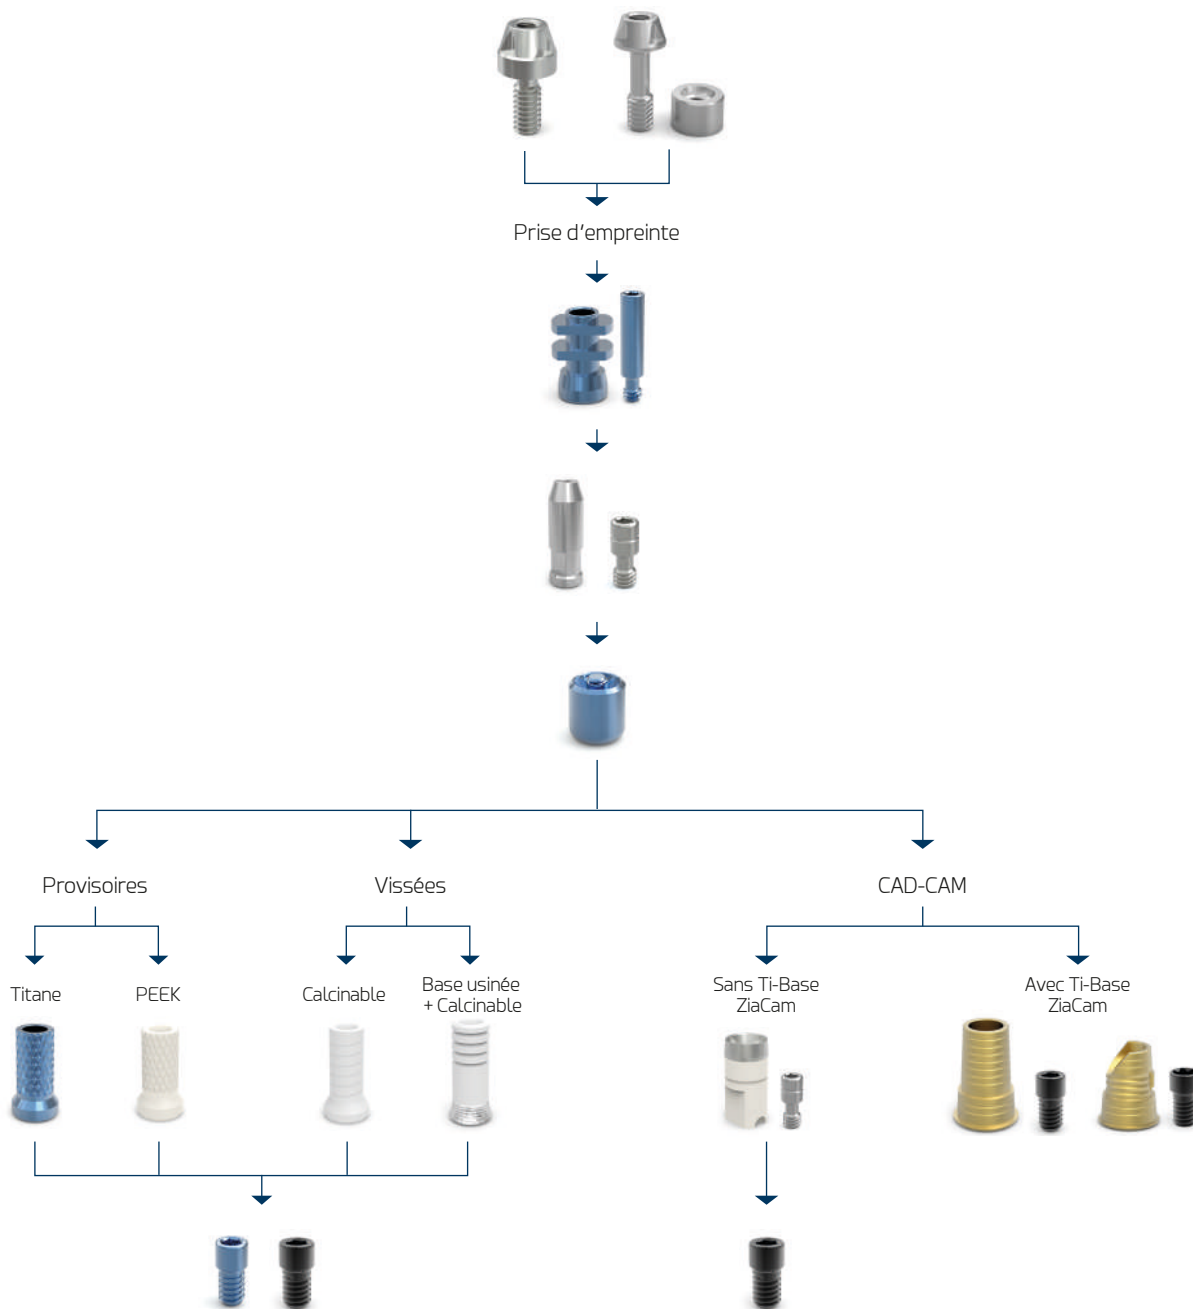 Prise d'empreinte
Provisoires
Vissées
CAD-CAM
Titane
PEEK
Calcinable
Base usinée
+ Calcinable
Sans Ti-Base
ZiaCam
Avec Ti-Base
ZiaCam